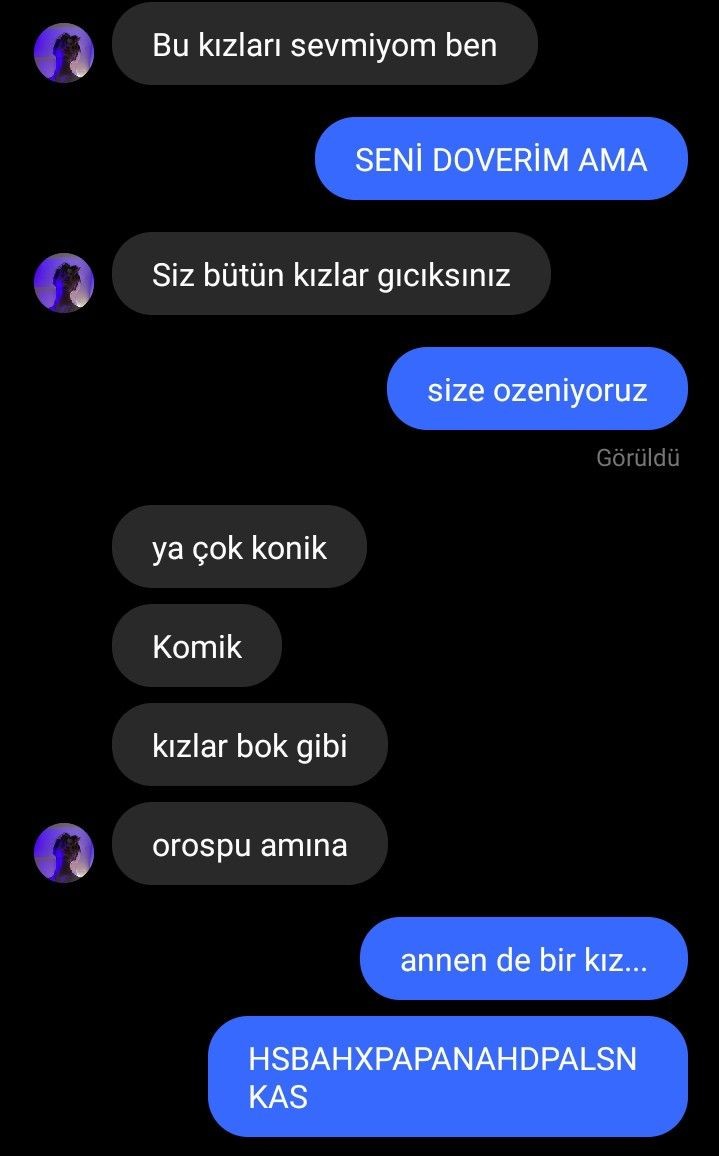 Bu kızları sevmiyom ben
SENİ DOVERİM AMA
Siz bütün kızlar gıcıksınız
size ozeniyoruz
Görüldü
ya çok konik
Komik
kızlar bok gibi
orospu amına
annen de bir kız...
HSBAHXPAPANAHDPALSN
KAS